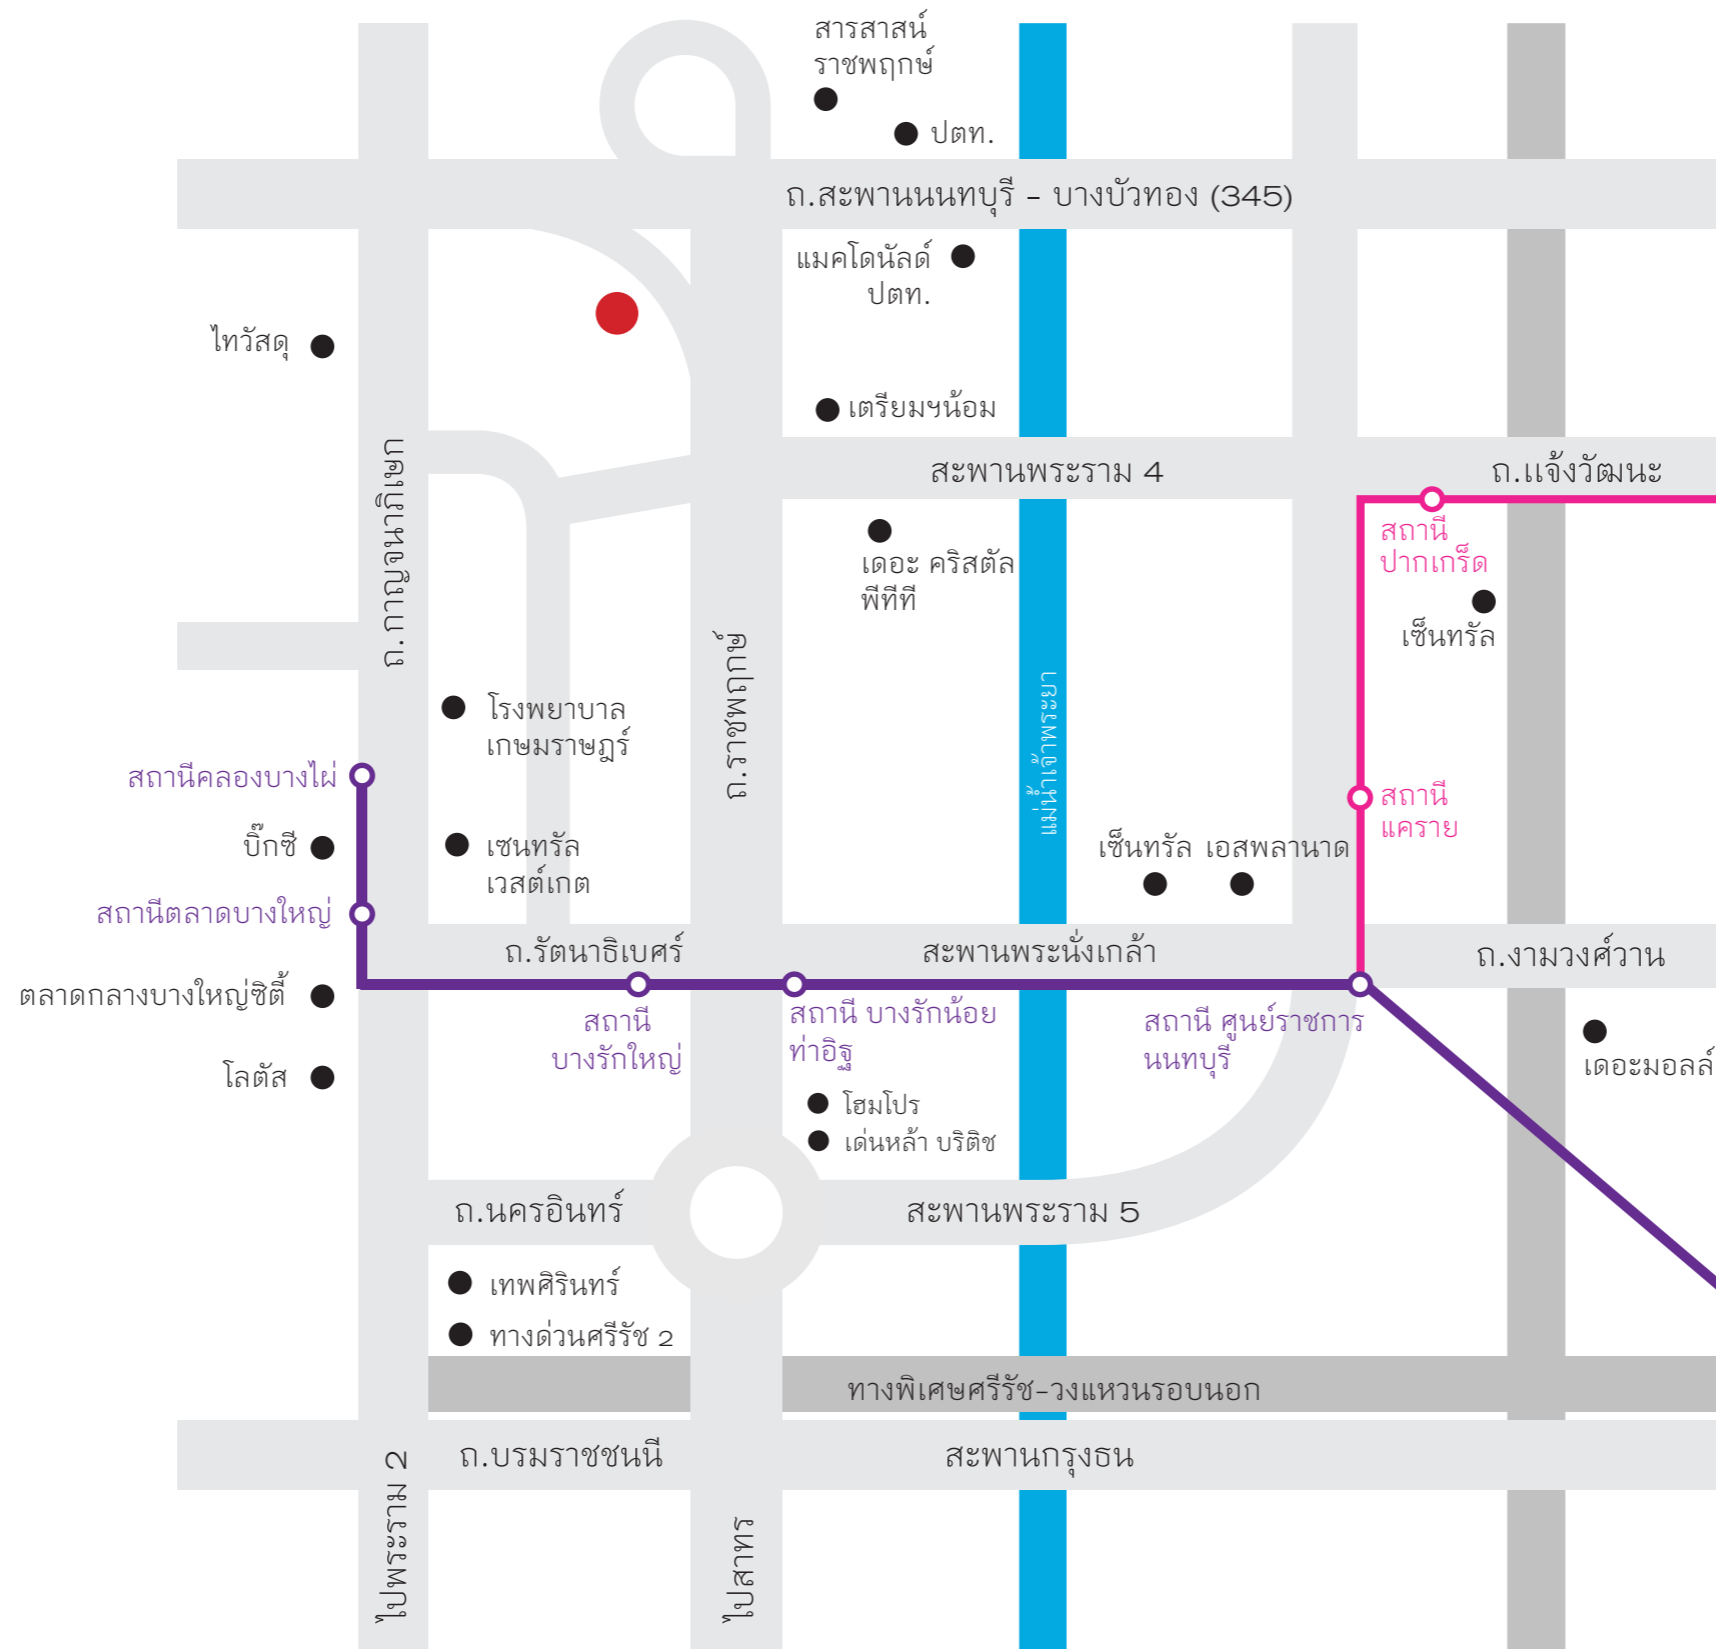 สารสาสน์
ราชพฤกษ์
ปตท.
ถ.สะพานนนทบุรี - บางบัวทอง (345)
แมคโดนัลด์
ปตท.
ไทวัสดุ
เตรียมฯน้อม
สะพานพระราม 4
ถ.แจ้งวัฒนะ
ถ.กาญจนาภิเษก
สถานี
ปากเกร็ด
เดอะ คริสตัล
พีทีที
เซ็นทรัล
ถ.ราชพฤกษ์
แม่น้ำเจ้าพระยา
โรงพยาบาล
เกษมราษฎร์
สถานีคลองบางไผ่
สถานี
แคราย
บิ๊กซี
เซนทรัล
เวสต์เกต
เซ็นทรัล เอสพลานาด
สถานีตลาดบางใหญ่
ถ.รัตนาธิเบศร์
สะพานพระนั่งเกล้า
ถ.งามวงศ์วาน
ตลาดกลางบางใหญ่ซิตี้
สถานี
บางรักใหญ่
สถานี บางรักน้อย
ท่าอิฐ
สถานี ศูนย์ราชการ
นนทบุรี
เดอะมอลล์
โลตัส
โฮมโปร
เด่นหล้า บริติช
ถ.นครอินทร์
สะพานพระราม 5
เทพศิรินทร์
ทางด่วนศรีรัช 2
ทางพิเศษศรีรัช-วงแหวนรอบนอก
ถ.บรมราชชนนี
สะพานกรุงธน
ไปพระราม 2
ไปสาทร